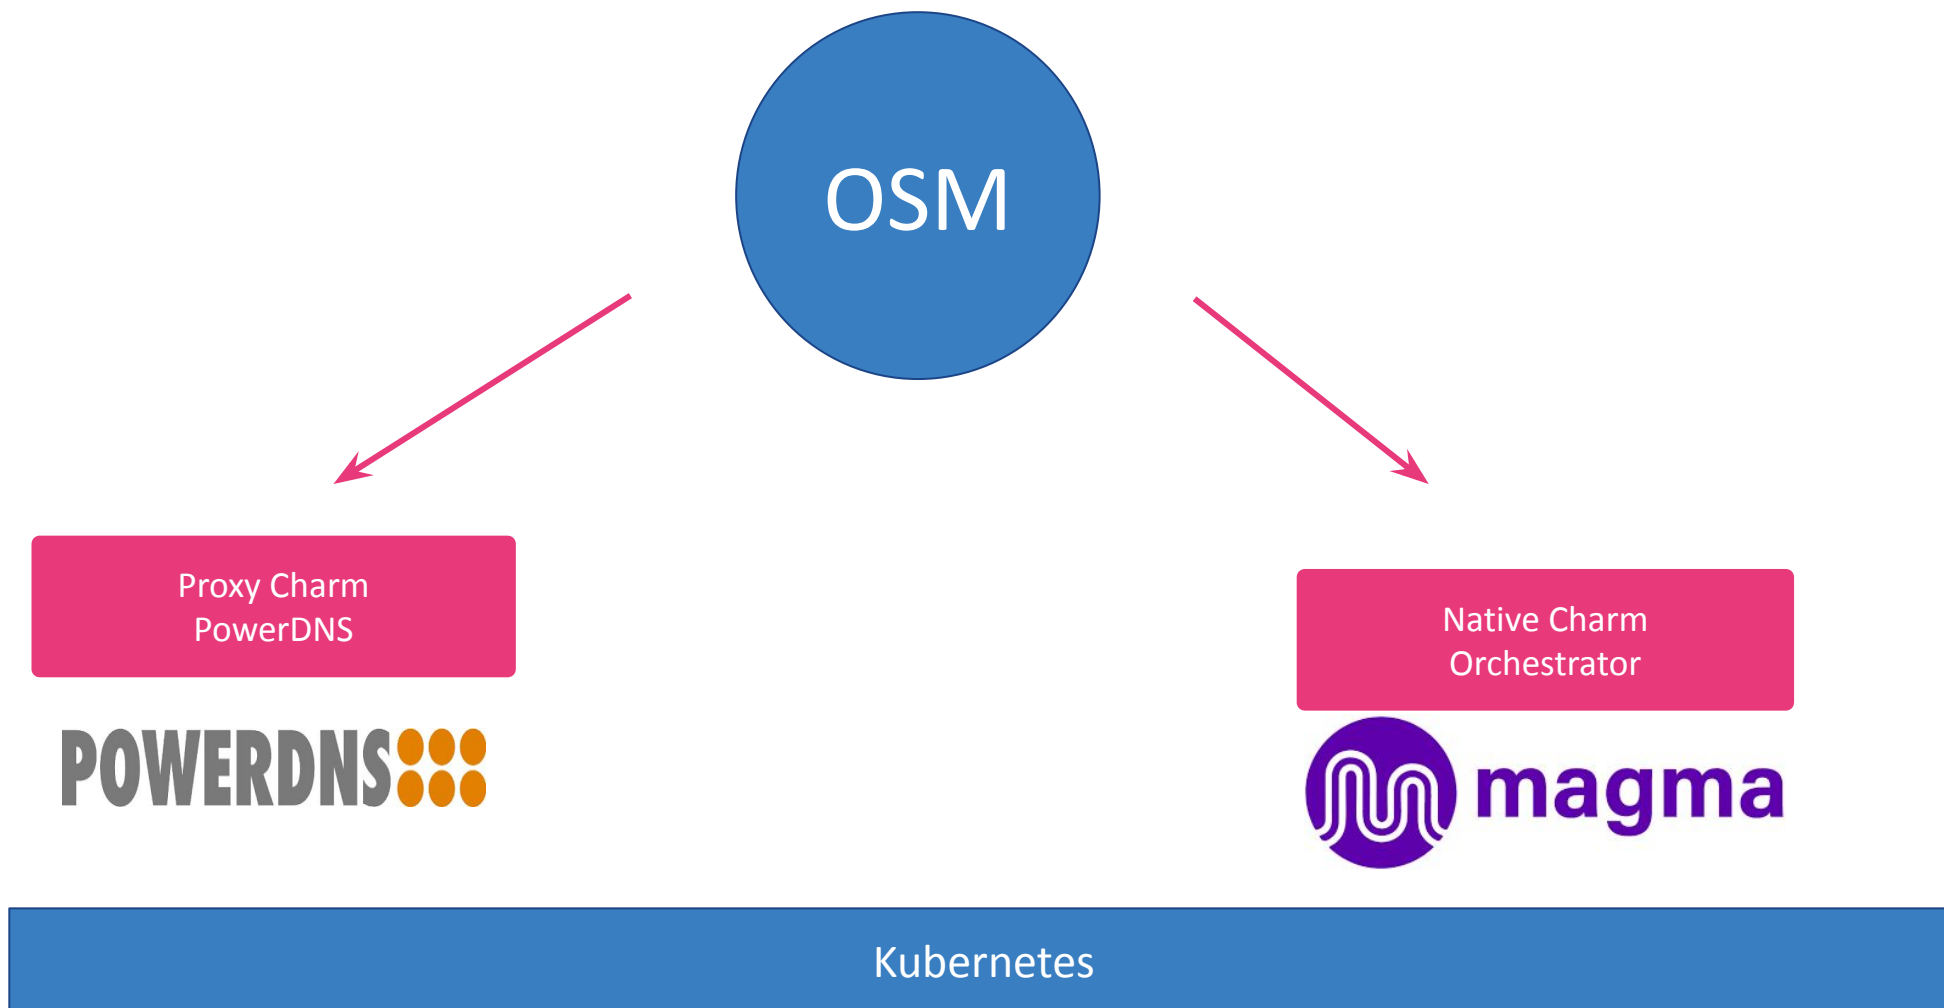 OSM
Proxy Charm
PowerDNS
POWERDNS
Native Charm
Orchestrator
magma
Kubernetes